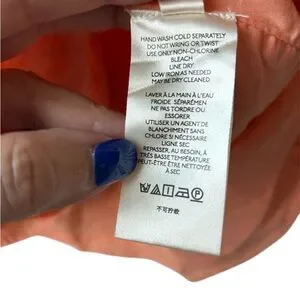 HAND WASH COLD SEPARATELY
DO NOT WRING OR TWIST
USE ONLY NON-CHLORINE
BLEACH
LINE DRY
LOW IRON AS NEEDED
MAY BE DRY CLEANED
LAVER À LA MAIN À L'EAU
FROIDE SÉPARÉMEN
NE PAS TORDRE OU
ESSORER
UTILISER UN AGENT DE
BLANCHIMENT SANS
CHLORE SI NÉCESSAIRE
LIGNE SEC
REPASSER, AU BESOIN, À
TRÈS BASSE TEMPÉRATURE
PEUT-ÊTRE NETTOYÉ
À SEC
不可拧绞